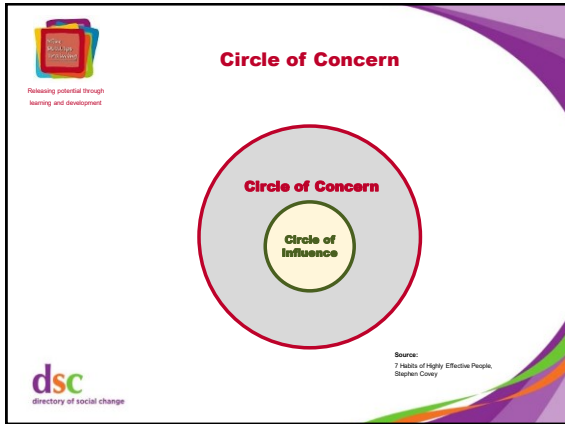 Circle of Concern
Releasing potential through
learning and development
Circle of Concern
Circle of
Influence
Source:
7 Habits of Highly Effective People,
Stephen Covey
dsc
directory of social change